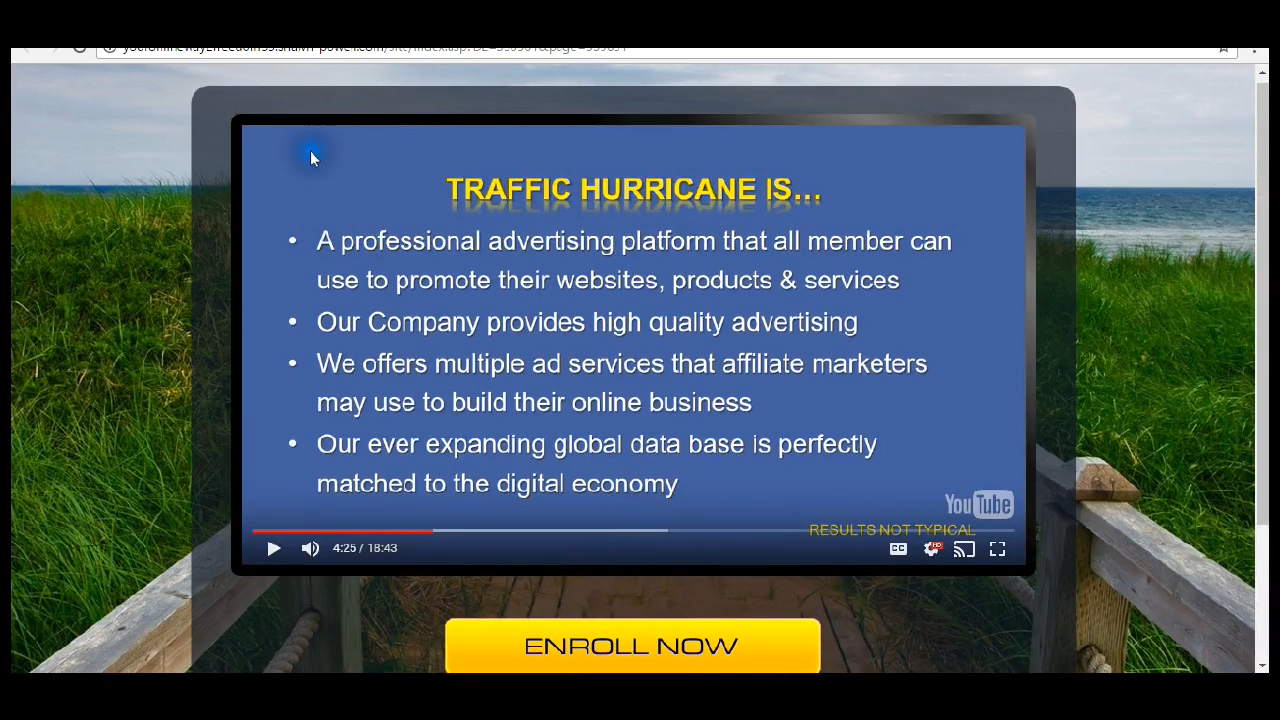 TRAFFIC HURRICANE IS...
• A professional advertising platform that all member can
use to promote their websites, products & services
• Our Company provides high quality advertising
• We offers multiple ad services that affiliate marketers
may use to build their online business
• Our ever expanding global data base is perfectly
matched to the digital economy
YouTube
RESULTS NOT TYPICAL
4:25 / 18:43
CC
HD
ENROLL NOW